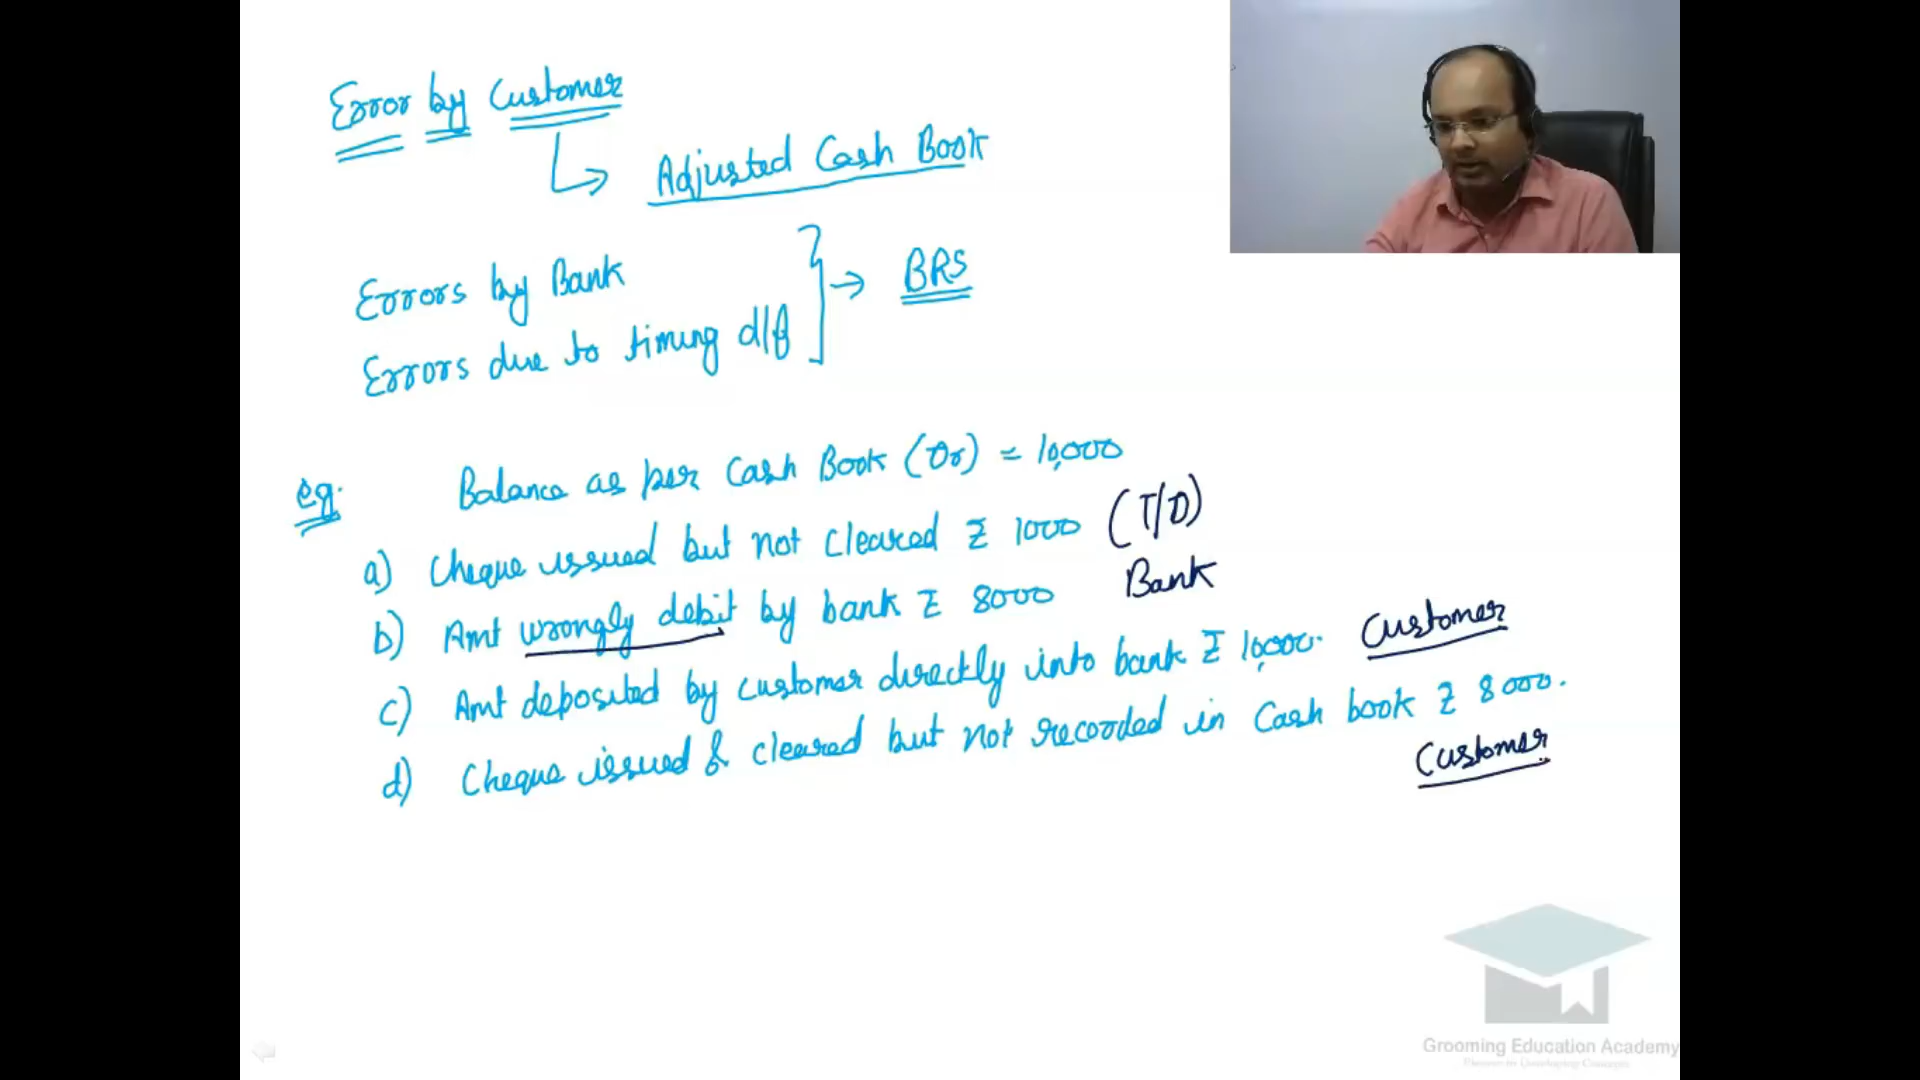 Error by Customer
Adjusted Cash Book
Errors by Bank
Errors due to timing diff
BRS
eg. Balance as per Cash Book (Dr) = 10,000
a) Cheque issued but not cleared ₹ 1000 (T/D)
b) Amt wrongly debit by bank ₹ 8000 Bank
c) Amt deposited by customer directly into bank ₹ 10,000. Customer
d) Cheque issued & cleared but not recorded in Cash book ₹ 8000.
Customer
Grooming Education Academy